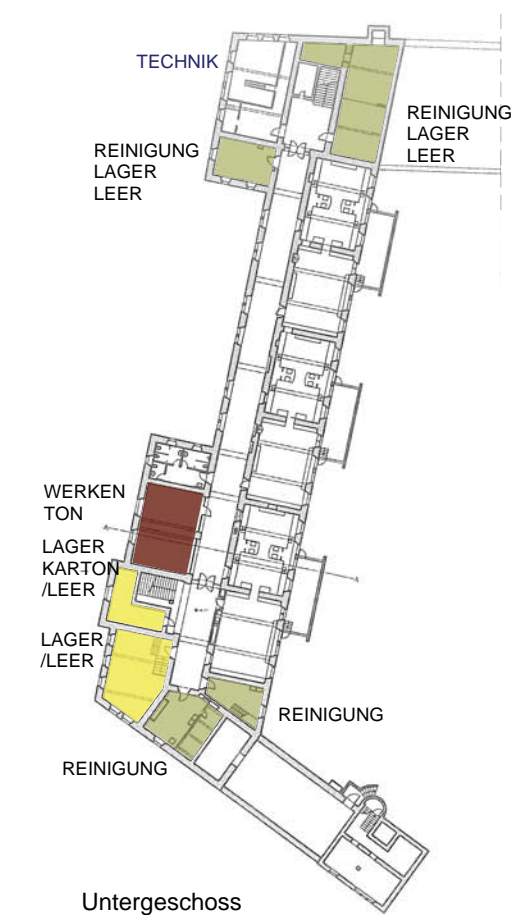 TECHNIK
REINIGUNG
LAGER
LEER
REINIGUNG
LAGER
LEER
WERKEN
TON
LAGER
KARTON
/LEER
LAGER
/LEER
REINIGUNG
REINIGUNG
Untergeschoss